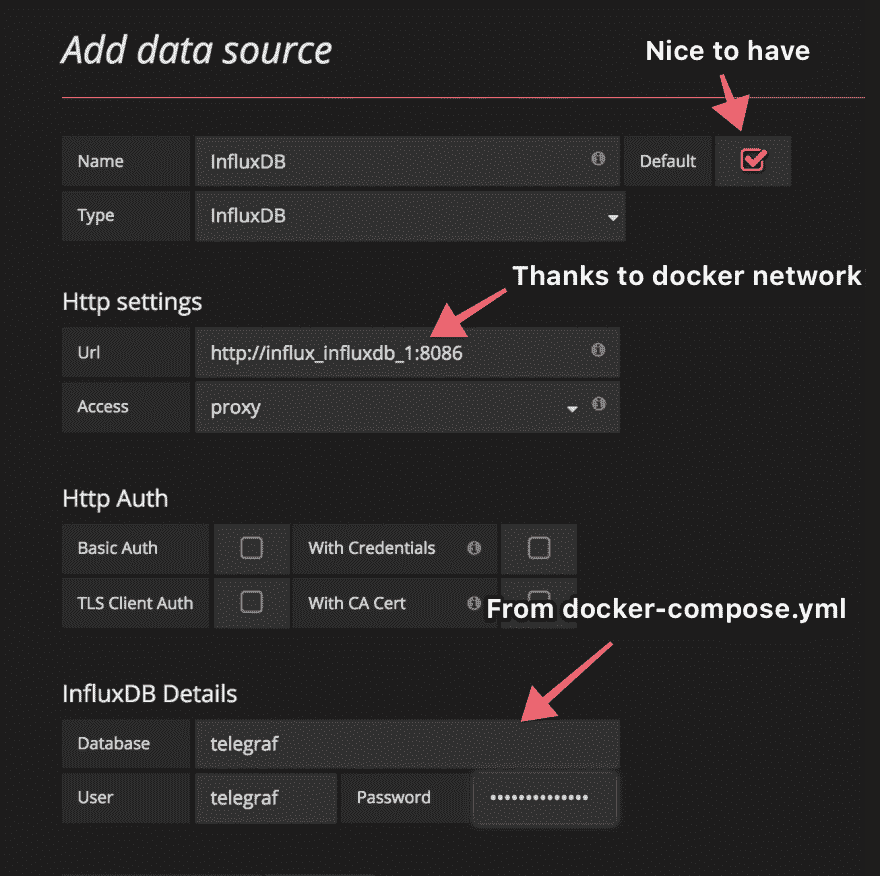 Add data source
Nice to have
Name InfluxDB Default
Type InfluxDB
Thanks to docker network
Http settings
Url http://influx_influxdb_1:8086
Access proxy
Http Auth
Basic Auth With Credentials
TLS Client Auth With CA Cert
From docker-compose.yml
InfluxDB Details
Database telegraf
User telegraf Password ••••••••••••••